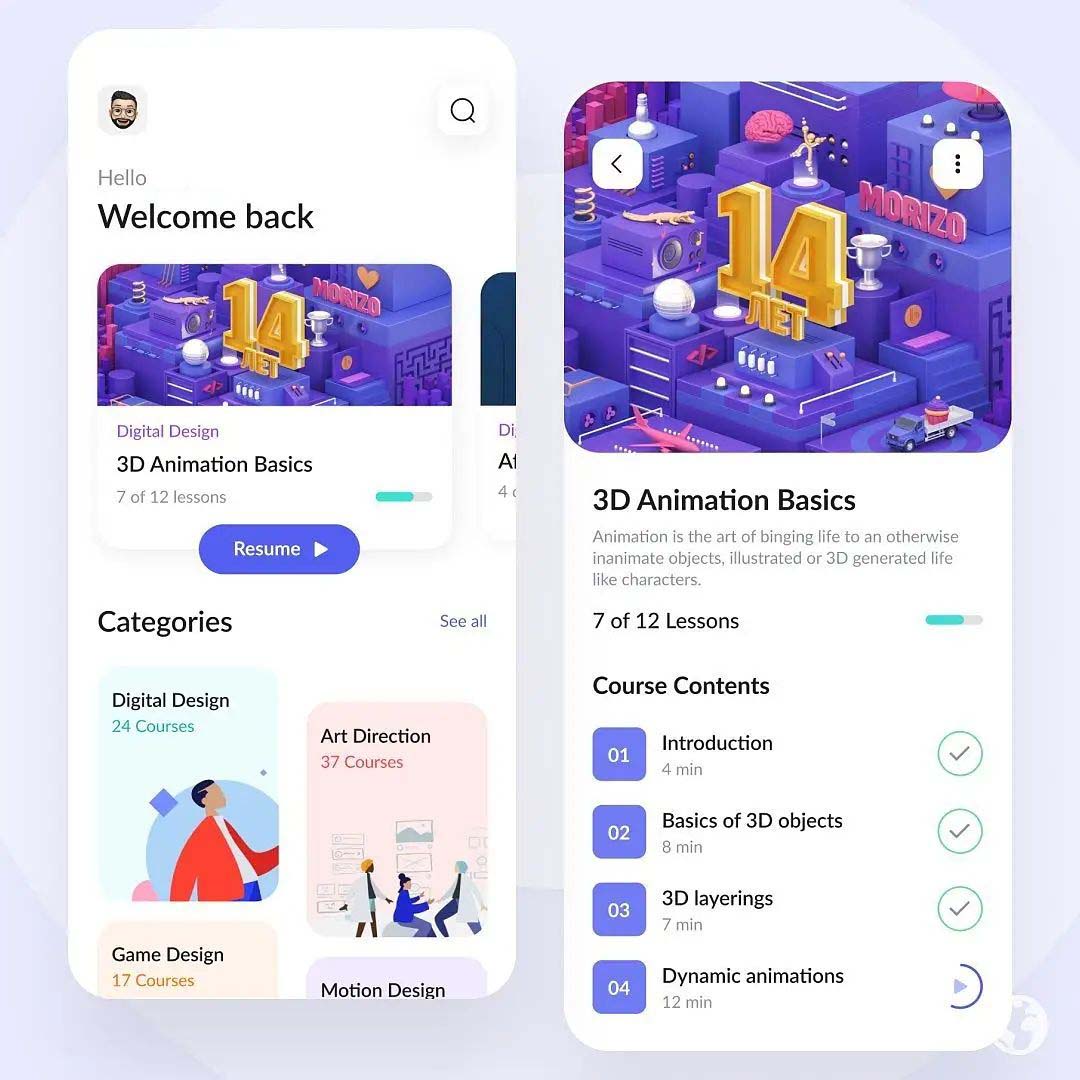 Hello
Welcome back
MORIZO
14
ЛЕТ
Digital Design
3D Animation Basics
7 of 12 lessons
Resume
Di
Af
4 o
Categories
See all
Digital Design
24 Courses
Art Direction
37 Courses
Game Design
17 Courses
Motion Design
MORIZO
14
ЛЕТ
3D Animation Basics
Animation is the art of binging life to an otherwise
inanimate objects, illustrated or 3D generated life
like characters.
7 of 12 Lessons
Course Contents
01
Introduction
4 min
02
Basics of 3D objects
8 min
03
3D layerings
7 min
04
Dynamic animations
12 min